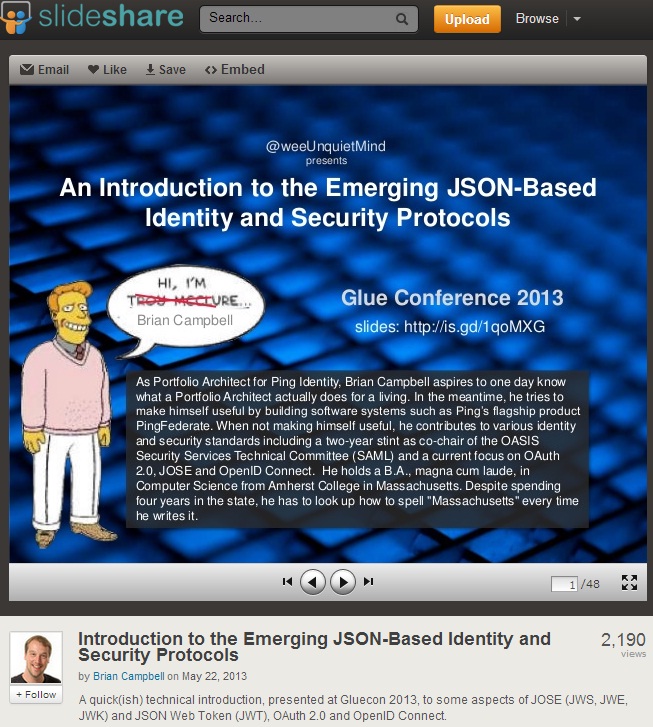 slideshare
Search...
Upload
Browse
Email Like Save <> Embed
@weeUnquietMind
presents
An Introduction to the Emerging JSON-Based
Identity and Security Protocols
HI, I'M
TROY MCCLURE...
Brian Campbell
Glue Conference 2013
slides: http://is.gd/1qoMXG
As Portfolio Architect for Ping Identity, Brian Campbell aspires to one day know
what a Portfolio Architect actually does for a living. In the meantime, he tries to
make himself useful by building software systems such as Ping's flagship product
PingFederate. When not making himself useful, he contributes to various identity
and security standards including a two-year stint as co-chair of the OASIS
Security Services Technical Committee (SAML) and a current focus on OAuth
2.0, JOSE and OpenID Connect. He holds a B.A., magna cum laude, in
Computer Science from Amherst College in Massachusetts. Despite spending
four years in the state, he has to look up how to spell "Massachusetts" every time
he writes it.
1 /48
+ Follow
Introduction to the Emerging JSON-Based Identity and
Security Protocols
2,190
views
by Brian Campbell on May 22, 2013
A quick(ish) technical introduction, presented at Gluecon 2013, to some aspects of JOSE (JWS, JWE,
JWK) and JSON Web Token (JWT), OAuth 2.0 and OpenID Connect.